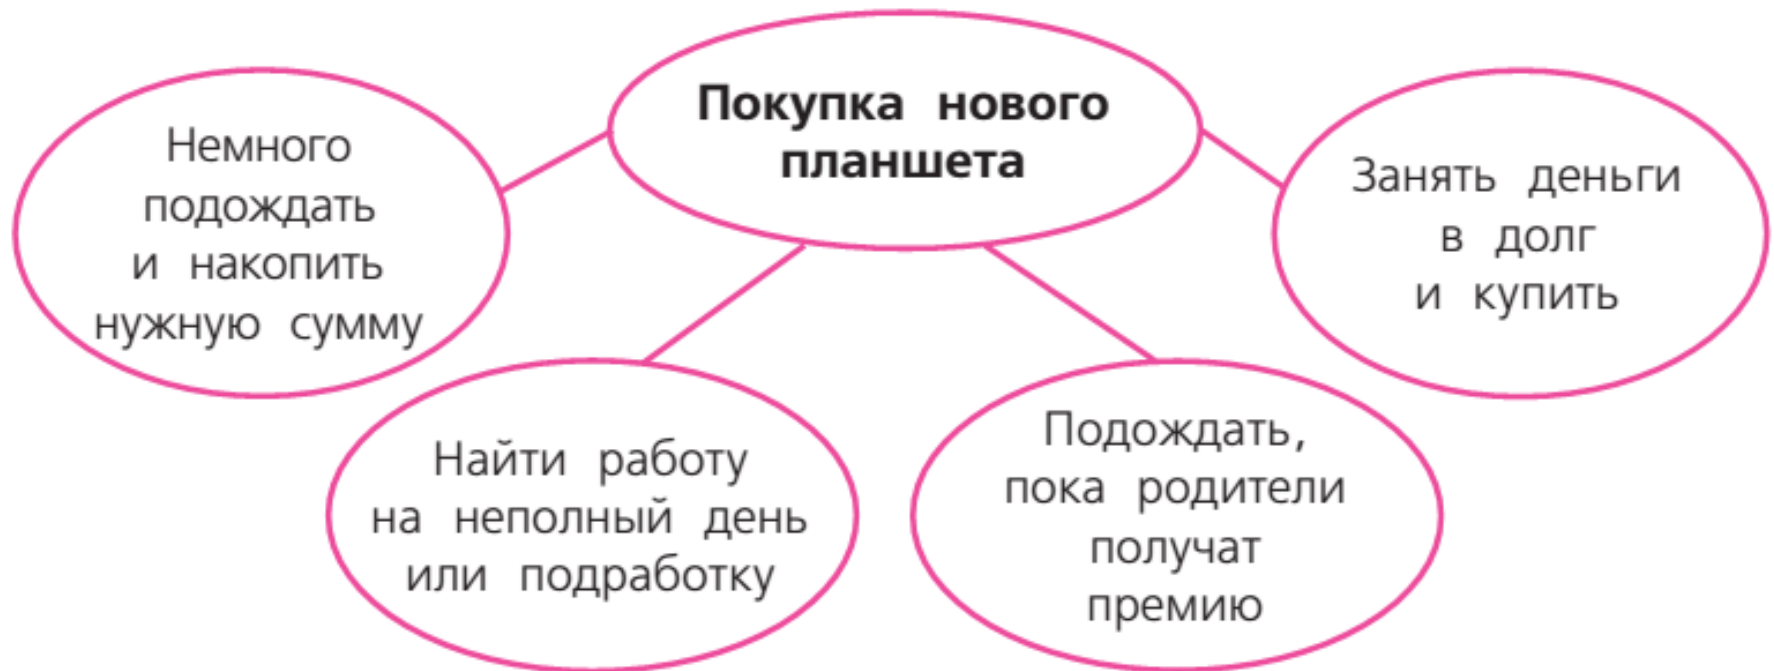 Покупка нового
планшета
Немного
подождать
и накопить
нужную сумму
Найти работу
на неполный день
или подработку
Подождать,
пока родители
получат
премию
Занять деньги
в долг
и купить